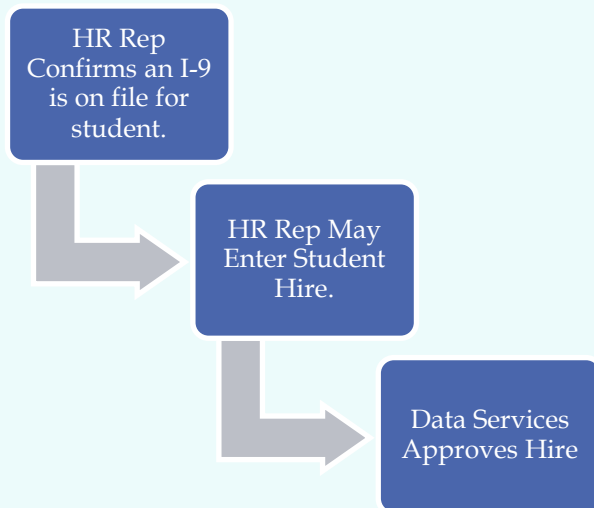 HR Rep
Confirms an I-9
is on file for
student.
HR Rep May
Enter Student
Hire.
Data Services
Approves Hire